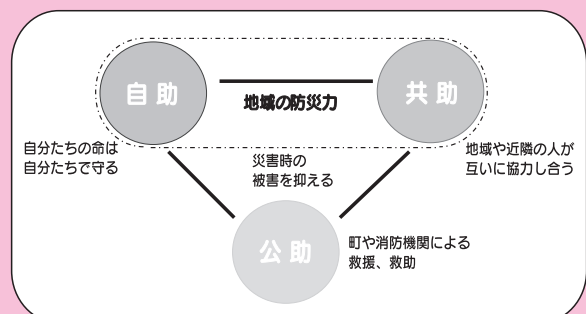 自助
共助
地域の防災力
自分たちの命は
自分たちで守る
災害時の
被害を抑える
地域や近隣の人が
互いに協力し合う
公助
町や消防機関による
救援、救助